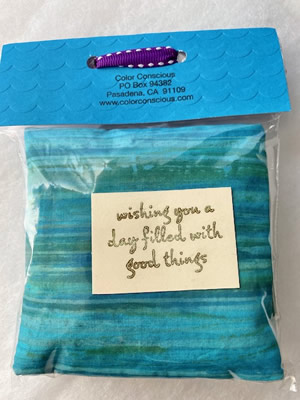 Color Conscious
PO Box 94382
Pasadena, CA 91109
www.colorconscious.com
wishing you a
day filled with
good things